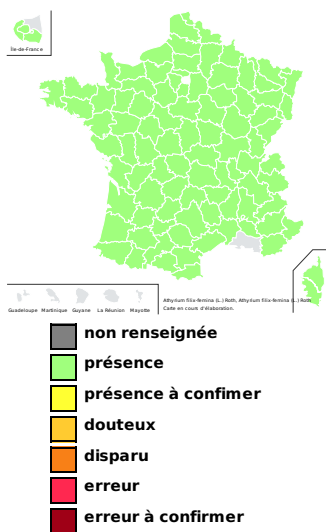 Île-de-France
Guadeloupe Martinique Guyane La Réunion Mayotte
Athyrium filix-femina (L.) Roth, Athyrium filix-femina (L.) Roth
Carte en cours d'élaboration.
non renseignée
présence
présence à confimer
douteux
disparu
erreur
erreur à confirmer